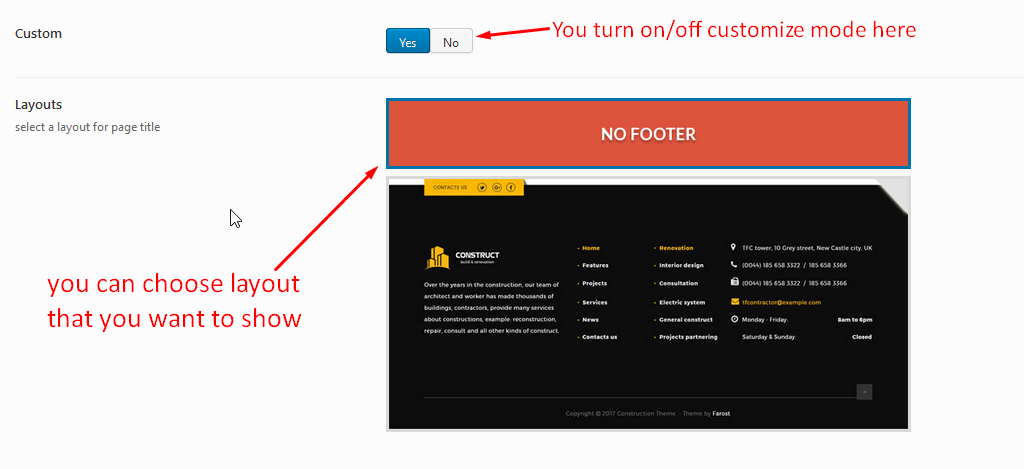 Custom
Yes No
You turn on/off customize mode here
Layouts
select a layout for page title
NO FOOTER
you can choose layout
that you want to show
CONTACTS US
CONSTRUCT
build & renovation
Over the years in the construction, our team of
architect and worker has made thousands of
buildings, contractors, provide many services
about constructions, example: reconstruction,
repair, consult and all other kinds of construct.
Home
Features
Projects
Services
News
Contacts us
Renovation
Interior design
Consultation
Electric system
General construct
Projects partnering
TFC tower, 10 Grey street, New Castle city, UK
(0044) 185 658 3322 / 185 658 3366
(0044) 185 658 3322 / 185 658 3366
tfcontractor@example.com
Monday - Friday: 8am to 6pm
Saturday & Sunday: Closed
Copyright © 2017 Construction Theme - Theme by Farost